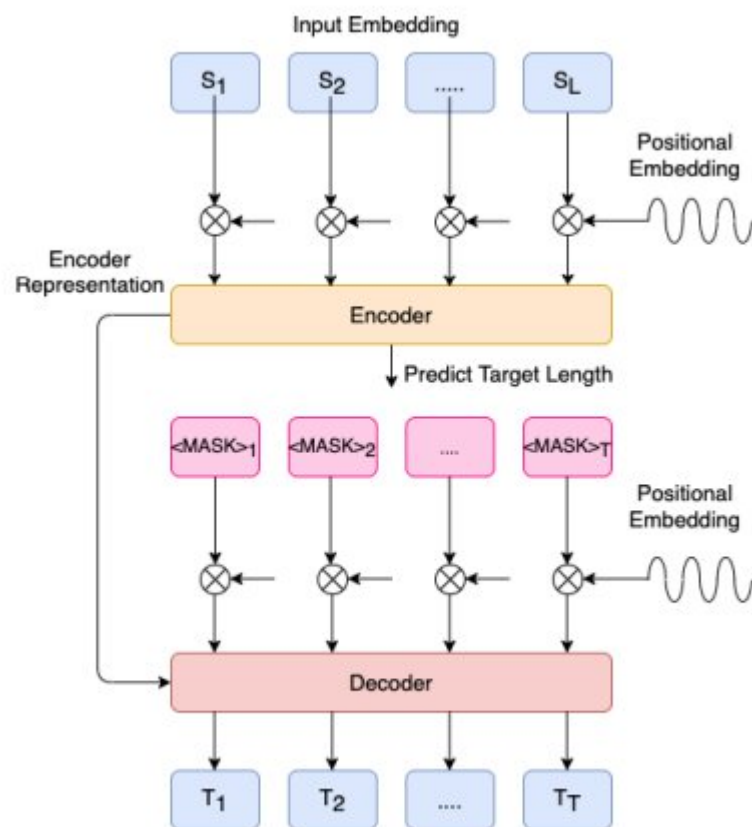 Input Embedding
S1 S2 ..... SL
Positional
Embedding
Encoder
Representation
Encoder
Predict Target Length
<MASK>1 <MASK>2 .... <MASK>T
Positional
Embedding
Decoder
T1 T2 .... TT